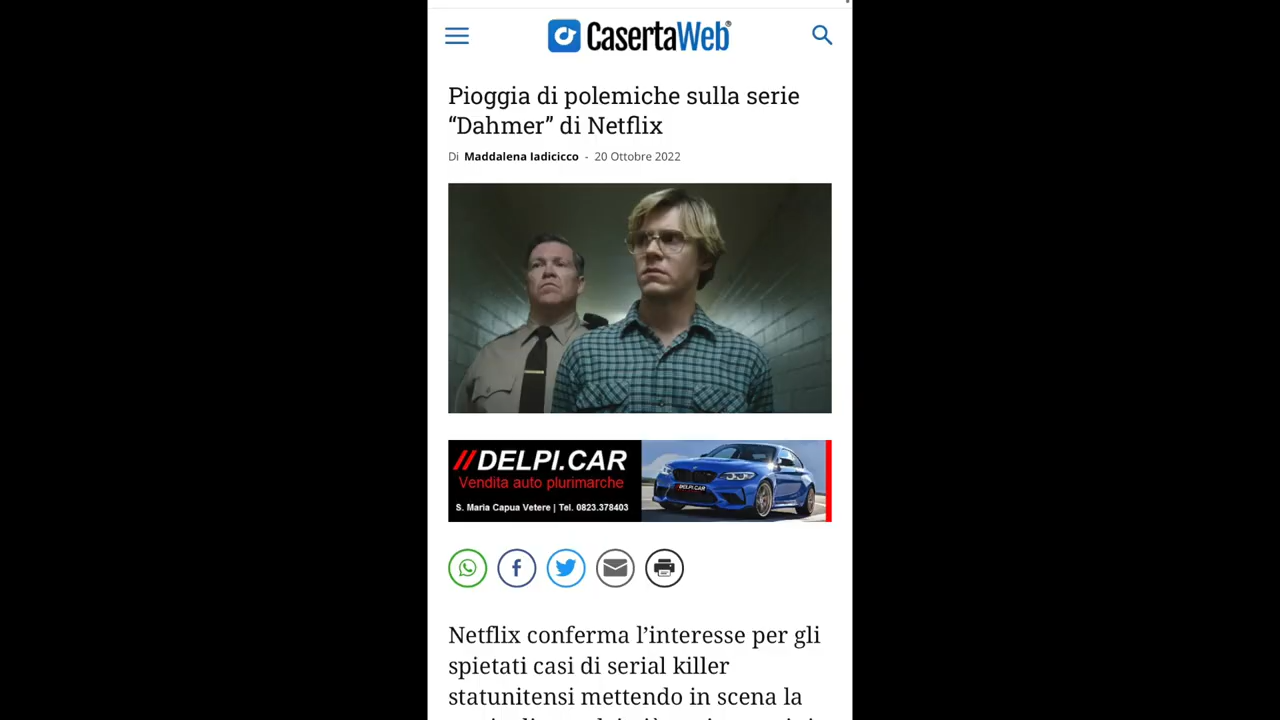 CasertaWeb®
Pioggia di polemiche sulla serie
“Dahmer” di Netflix
Di Maddalena Iadicicco - 20 Ottobre 2022
//DELPI.CAR
Vendita auto plurimarche
S. Maria Capua Vetere | Tel. 0823.378403
DELPI.CAR
Netflix conferma l’interesse per gli
spietati casi di serial killer
statunitensi mettendo in scena la